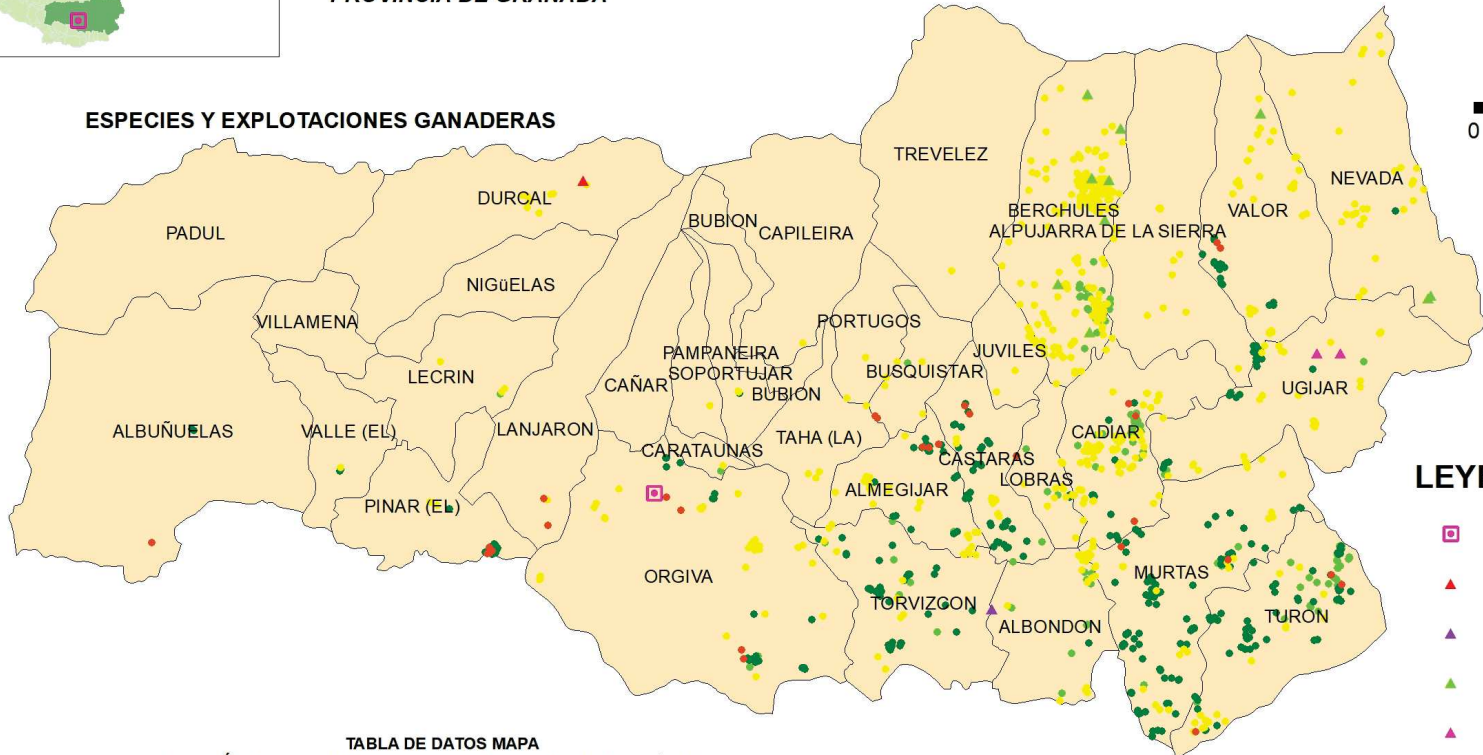 PROVINCIA DE GRANADA
ESPECIES Y EXPLOTACIONES GANADERAS
0
TREVELEZ
DURCAL
NEVADA
BUBION
BERCHULES
VALOR
PADUL
CAPILEIRA
ALPUJARRA DE LA SIERRA
NIGüELAS
VILLAMENA
PORTUGOS
PAMPANEIRA
JUVILES
LECRIN
CAÑAR
SOPORTUJAR
BUSQUISTAR
UGIJAR
BUBION
ALBUÑUELAS
VALLE (EL)
LANJARON
TAHA (LA)
CADIAR
CARATAUNAS
CASTARAS
LOBRAS
LEYE
ALMEGIJAR
PINAR (EL)
ORGIVA
MURTAS
TORVIZCON
TURON
ALBONDON
TABLA DE DATOS MAPA